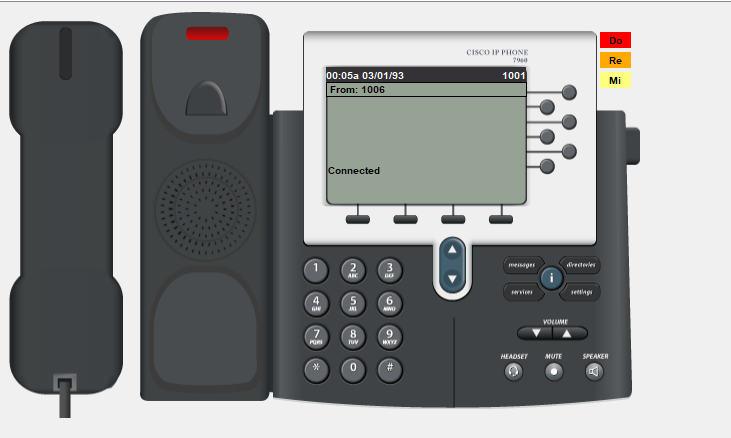 Do
Re
Mi
CISCO IP PHONE
7960
00:05a 03/01/93 1001
From: 1006
Connected
messages directories
i
services settings
1 2 3
ABC DEF
4 5 6
GHI JKL MNO
7 8 9
PQRS TUV WXYZ
* 0 #
VOLUME
HEADSET MUTE SPEAKER